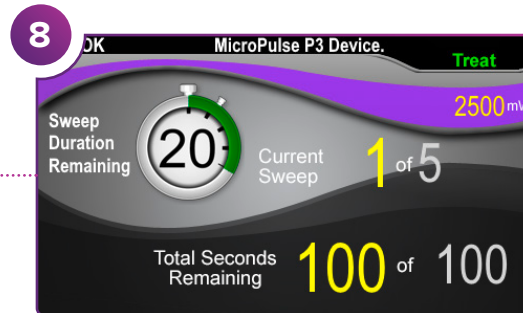 8
OK
MicroPulse P3 Device.
Treat
2500 mW
Sweep
Duration
Remaining
20
Current
Sweep
1 of 5
Total Seconds
Remaining
100 of 100